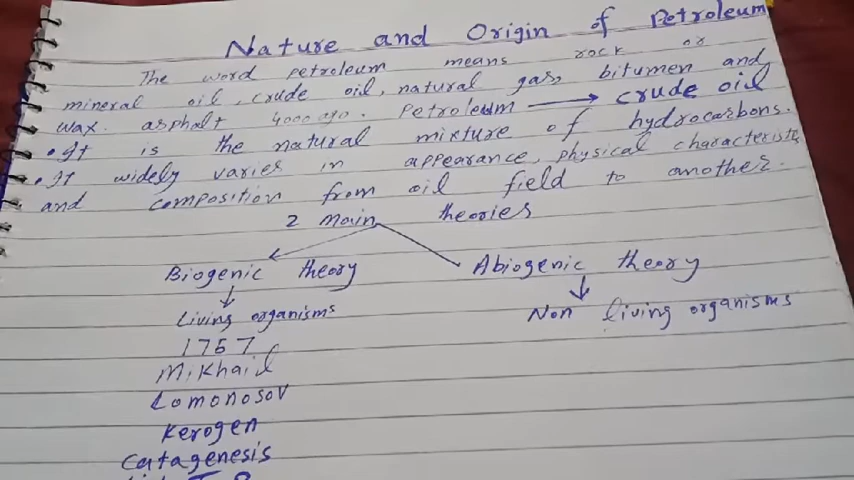 Nature and Origin of Petroleum
The word petroleum means rock or
mineral oil, crude oil, natural gas, bitumen and
wax. asphalt 4000 ago. Petroleum → crude oil
• It is the natural mixture of hydrocarbons.
• It widely varies in appearance, physical characteristics
and composition from oil field to another.
2 main theories
Biogenic theory Abiogenic theory
Living organisms Non living organisms
1757
Mikhail
Lomonosov
Kerogen
Catagenesis